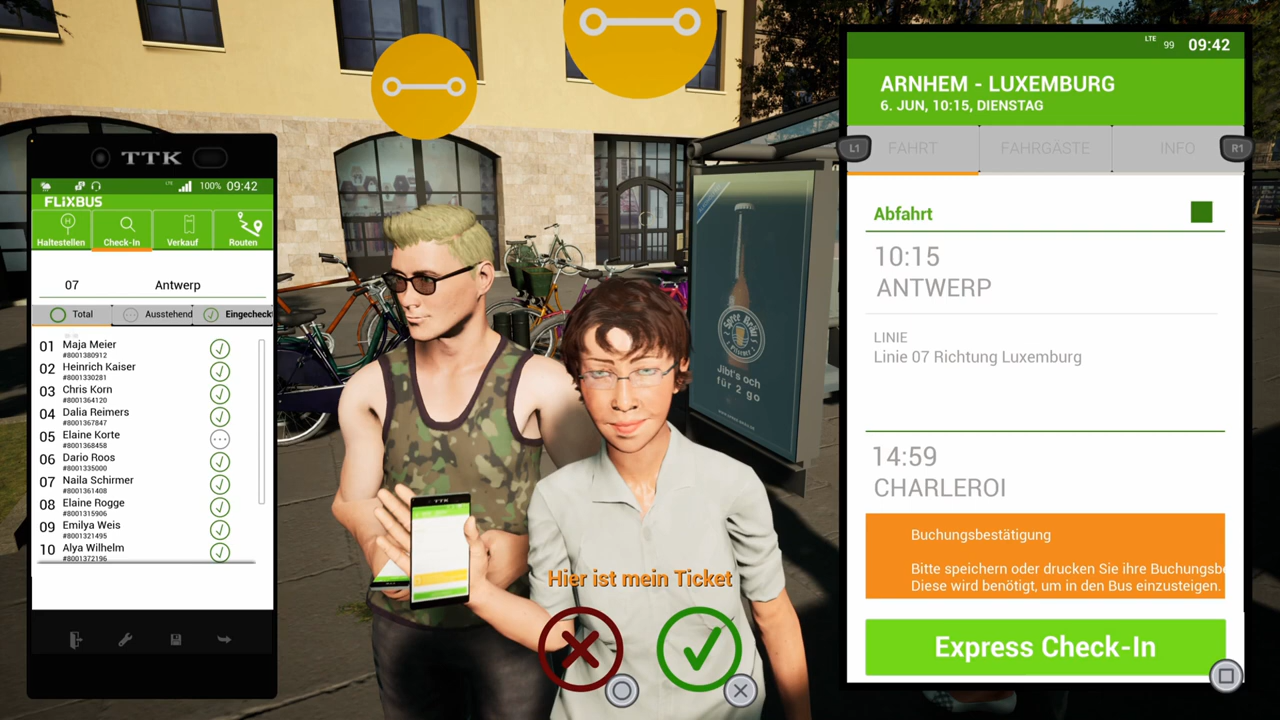 TTK
LTE 100% 09:42
FLiXBUS
Haltestellen Check-In Verkauf Routen
07 Antwerp
Total Ausstehend Eingecheckt
01 Maja Meier
#8001380912
02 Heinrich Kaiser
#8001330281
03 Chris Korn
#8001364120
04 Dalia Reimers
#8001367847
05 Elaine Korte
#8001368458
06 Dario Roos
#8001335000
07 Naila Schirmer
#8001361408
08 Elaine Rogge
#8001315906
09 Emilya Weis
#8001321495
10 Alya Wilhelm
#8001372196
Spree Bräu
Pilsener
Jibt's och
für 2 go
TTK
Hier ist mein Ticket
LTE 99 09:42
ARNHEM - LUXEMBURG
6. JUN, 10:15, DIENSTAG
L1 FAHRT FAHRGÄSTE INFO R1
Abfahrt
10:15
ANTWERP
LINIE
Linie 07 Richtung Luxemburg
14:59
CHARLEROI
Buchungsbestätigung
Bitte speichern oder drucken Sie ihre Buchungsbe
Diese wird benötigt, um in den Bus einzusteigen.
Express Check-In